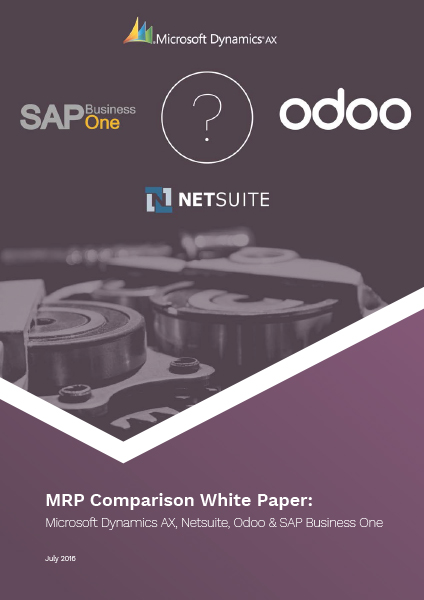 Microsoft Dynamics® AX
SAP Business One
?
odoo
NETSUITE
MRP Comparison White Paper:
Microsoft Dynamics AX, Netsuite, Odoo & SAP Business One
July 2016